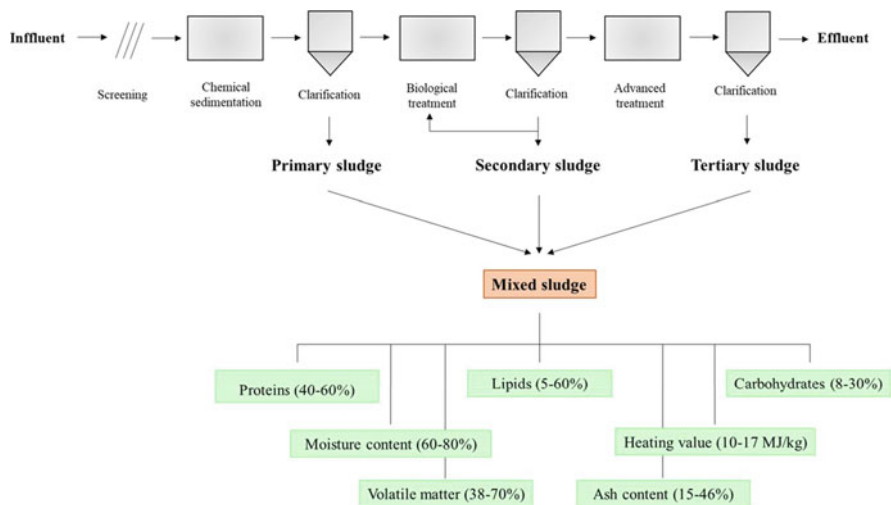 Inffluent
Effluent
Screening
Chemical
sedimentation
Clarification
Biological
treatment
Clarification
Advanced
treatment
Clarification
Primary sludge
Secondary sludge
Tertiary sludge
Mixed sludge
Proteins (40-60%)
Lipids (5-60%)
Carbohydrates (8-30%)
Moisture content (60-80%)
Heating value (10-17 MJ/kg)
Volatile matter (38-70%)
Ash content (15-46%)